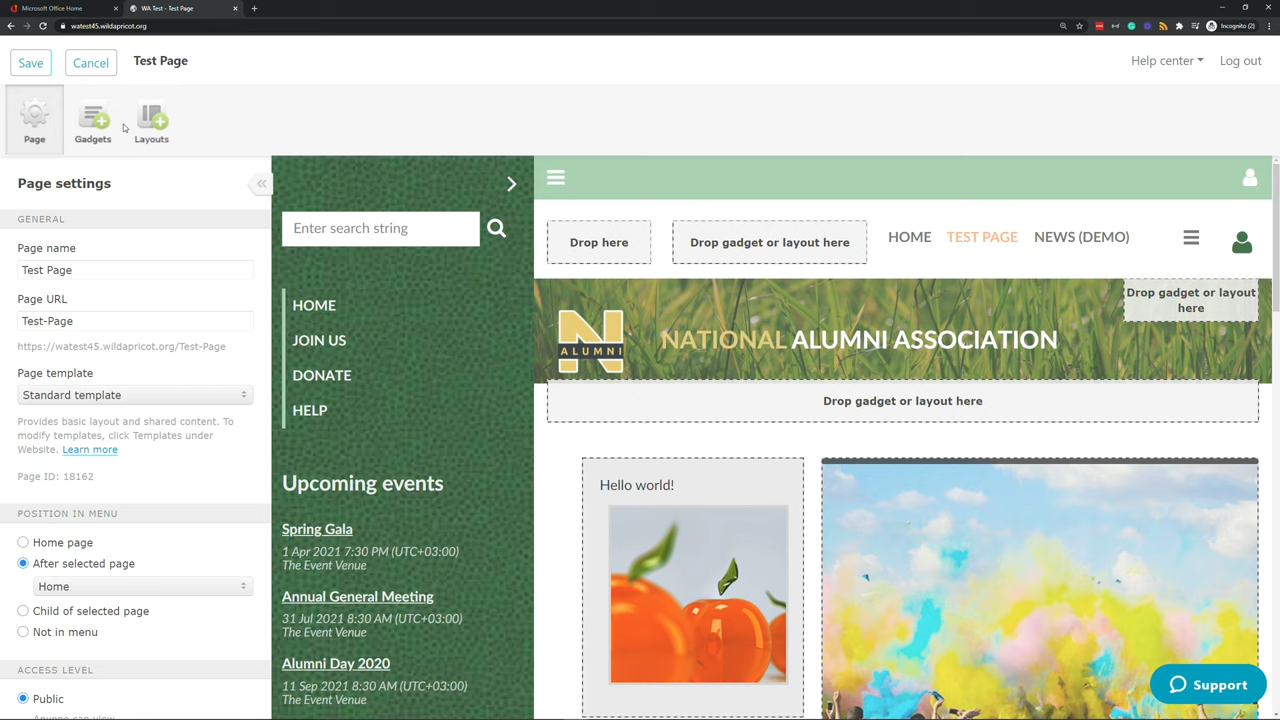 Microsoft Office Home
WA Test - Test Page
watest45.wildapricot.org
Incognito (2)
Save
Cancel
Test Page
Help center
Log out
Page
Gadgets
Layouts
Page settings
GENERAL
Page name
Test Page
Page URL
Test-Page
https://watest45.wildapricot.org/Test-Page
Page template
Standard template
Provides basic layout and shared content. To
modify templates, click Templates under
Website. Learn more
Page ID: 18162
POSITION IN MENU
Home page
After selected page
Home
Child of selected page
Not in menu
ACCESS LEVEL
Public
Anyone can view
Enter search string
HOME
JOIN US
DONATE
HELP
Upcoming events
Spring Gala
1 Apr 2021 7:30 PM (UTC+03:00)
The Event Venue
Annual General Meeting
31 Jul 2021 8:30 AM (UTC+03:00)
The Event Venue
Alumni Day 2020
11 Sep 2021 8:30 AM (UTC+03:00)
The Event Venue
Drop here
Drop gadget or layout here
HOME
TEST PAGE
NEWS (DEMO)
Drop gadget or layout
here
N
ALUMNI
NATIONAL ALUMNI ASSOCIATION
Drop gadget or layout here
Hello world!
Support